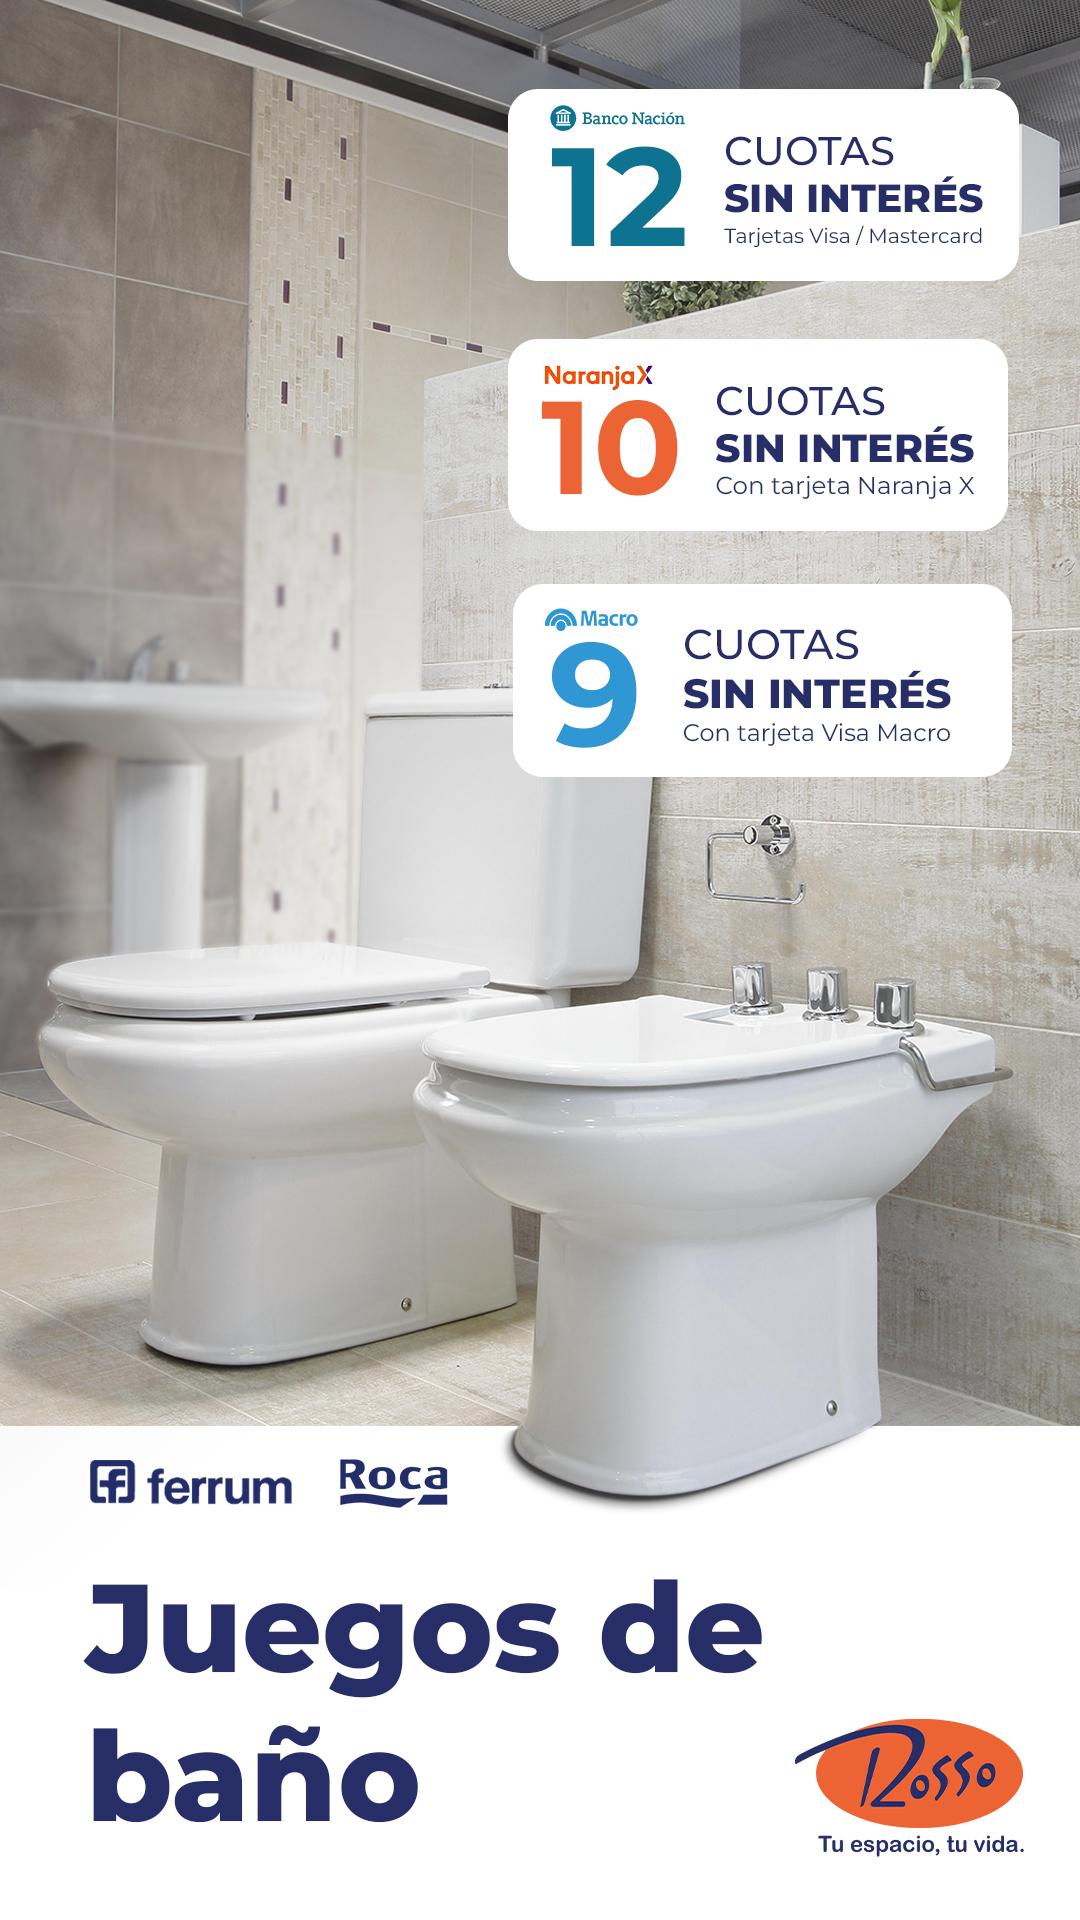 Banco Nación
12
CUOTAS
SIN INTERÉS
Tarjetas Visa / Mastercard
NaranjaX
10
CUOTAS
SIN INTERÉS
Con tarjeta Naranja X
Macro
9
CUOTAS
SIN INTERÉS
Con tarjeta Visa Macro
ferrum Roca
Juegos de
baño
Rosso
Tu espacio, tu vida.